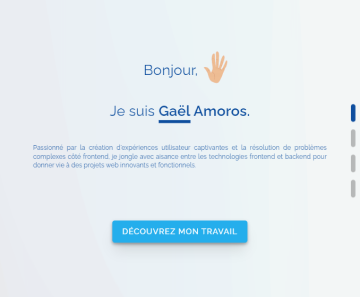 Bonjour,
Je suis Gaël Amoros.
Passionné par la création d'expériences utilisateur captivantes et la résolution de problèmes
complexes côté frontend, je jongle avec aisance entre les technologies frontend et backend pour
donner vie à des projets web innovants et fonctionnels.
DÉCOUVREZ MON TRAVAIL